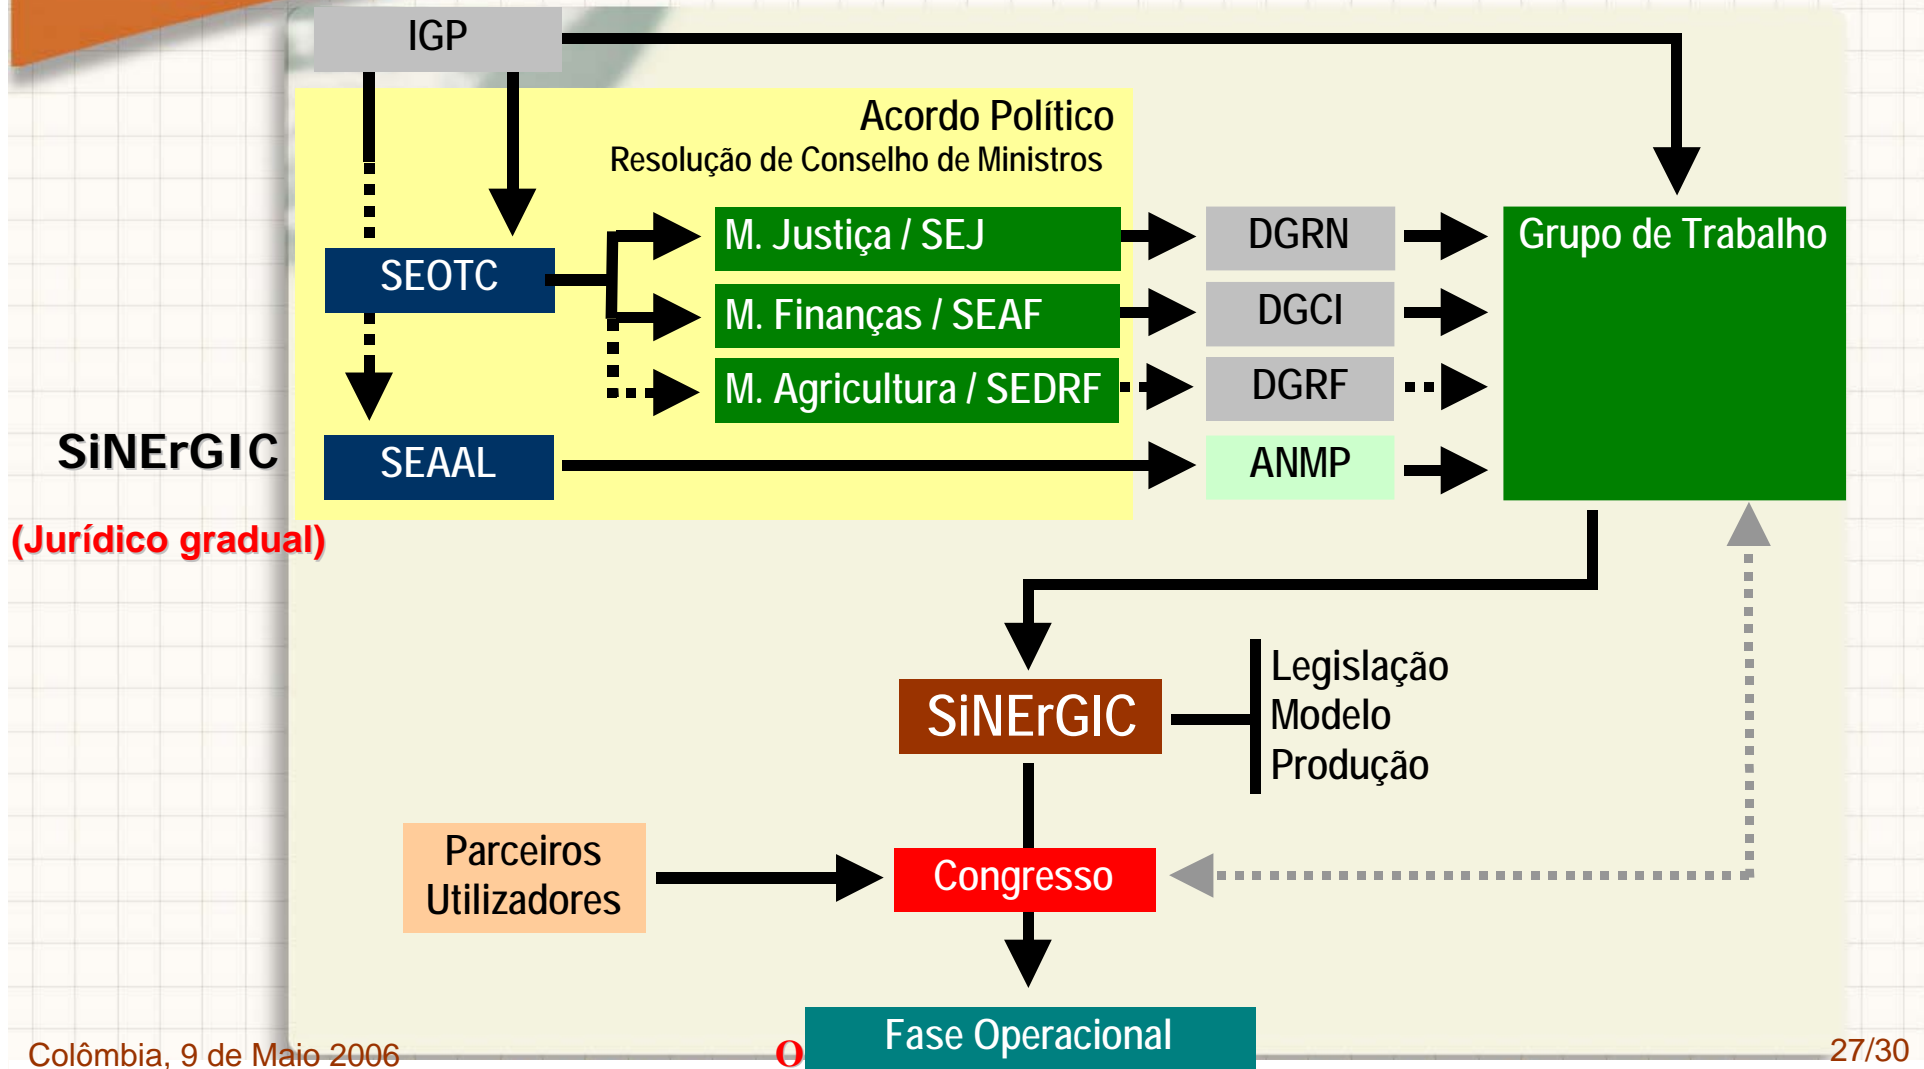 IGP
Acordo Político
Resolução de Conselho de Ministros
M. Justiça / SEJ
DGRN
Grupo de Trabalho
SEOTC
M. Finanças / SEAF
DGCI
M. Agricultura / SEDRF
DGRF
SiNErGIC
SEAAL
ANMP
(Jurídico gradual)
SiNErGIC
Legislação
Modelo
Produção
Parceiros
Utilizadores
Congresso
Fase Operacional
Colômbia, 9 de Maio 2006
O
27/30